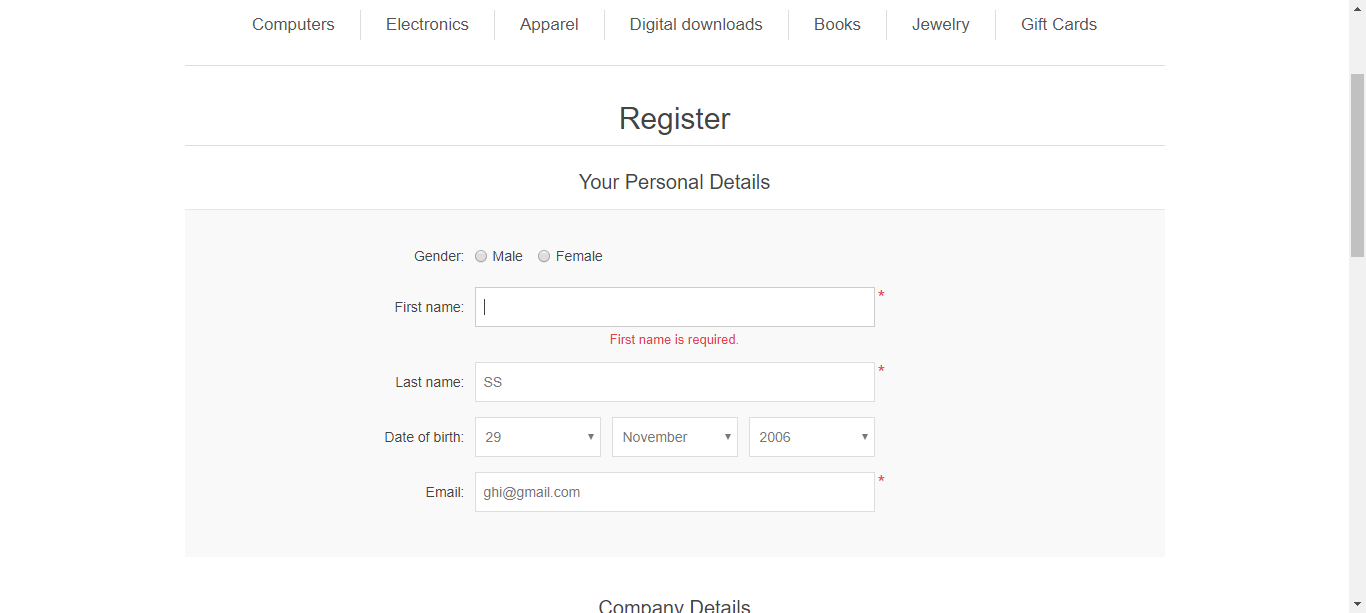 Computers Electronics Apparel Digital downloads Books Jewelry Gift Cards
Register
Your Personal Details
Gender: Male Female
First name: *
First name is required.
Last name: SS *
Date of birth: 29 November 2006
Email: ghi@gmail.com *
Company Details